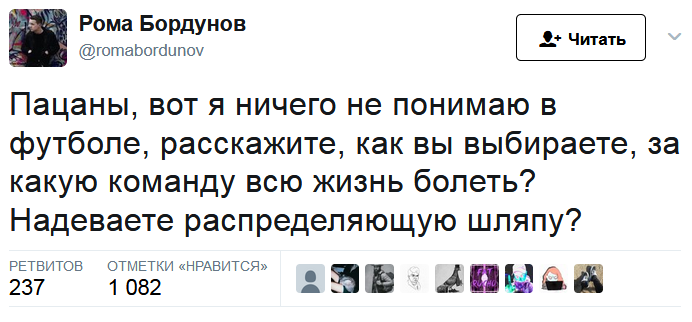 Рома Бордунов
@romabordunov
Читать
Пацаны, вот я ничего не понимаю в
футболе, расскажите, как вы выбираете, за
какую команду всю жизнь болеть?
Надеваете распределяющую шляпу?
РЕТВИТОВ ОТМЕТКИ «НРАВИТСЯ»
237 1 082